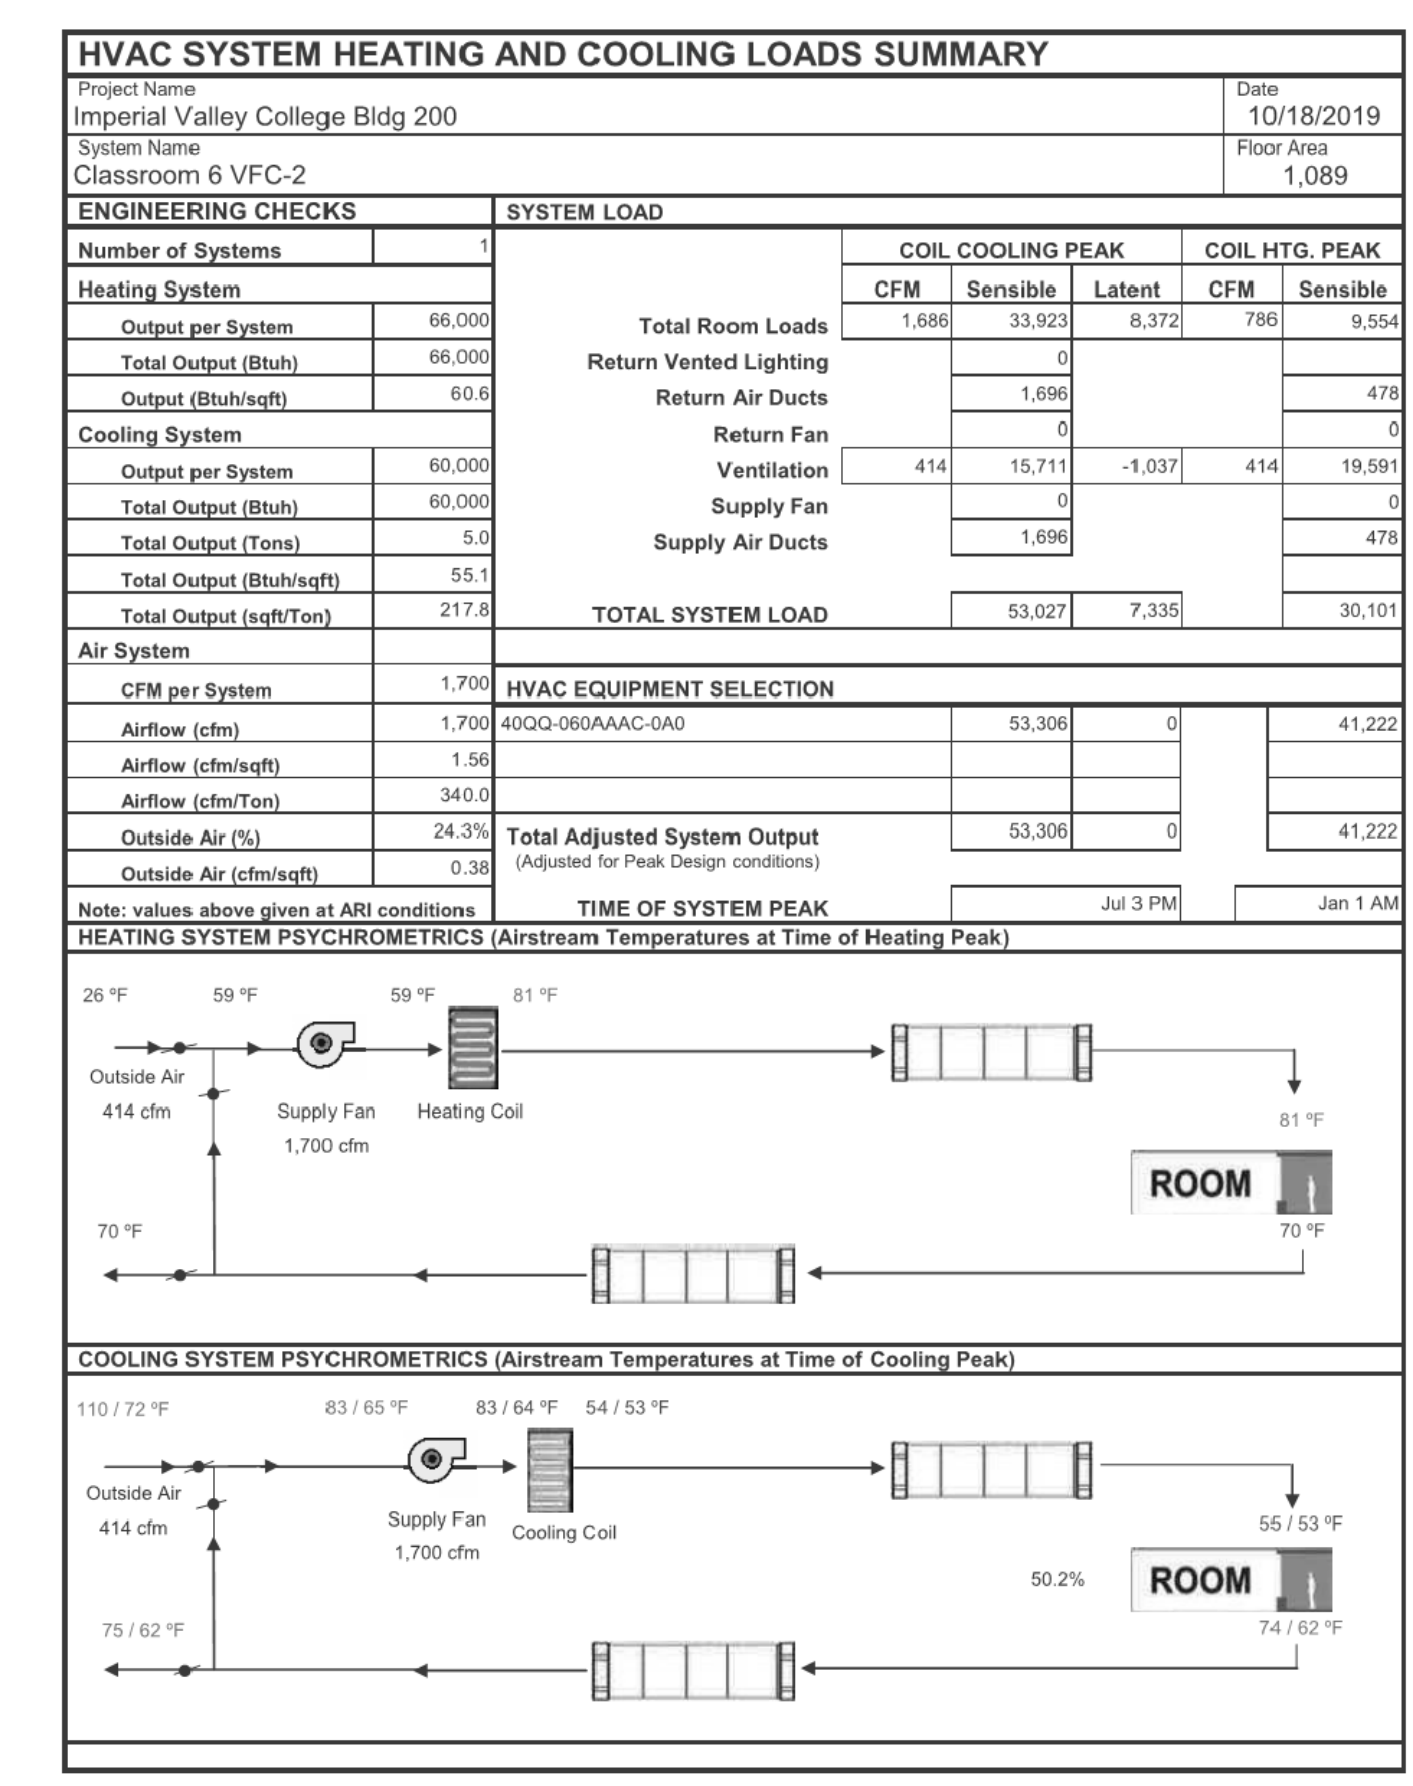 HVAC SYSTEM HEATING AND COOLING LOADS SUMMARY
Project Name Date
Imperial Valley College Bldg 200 10/18/2019
System Name Floor Area
Classroom 6 VFC-2 1,089
ENGINEERING CHECKS SYSTEM LOAD
Number of Systems 1 COIL COOLING PEAK COIL HTG. PEAK
Heating System CFM Sensible Latent CFM Sensible
Output per System 66,000 Total Room Loads 1,686 33,923 8,372 786 9,554
Total Output (Btuh) 66,000 Return Vented Lighting 0
Output (Btuh/sqft) 60.6 Return Air Ducts 1,696 478
Cooling System Return Fan 0 0
Output per System 60,000 Ventilation 414 15,711 -1,037 414 19,591
Total Output (Btuh) 60,000 Supply Fan 0 0
Total Output (Tons) 5.0 Supply Air Ducts 1,696 478
Total Output (Btuh/sqft) 55.1
Total Output (sqft/Ton) 217.8 TOTAL SYSTEM LOAD 53,027 7,335 30,101
Air System
CFM per System 1,700 HVAC EQUIPMENT SELECTION
Airflow (cfm) 1,700 40QQ-060AAAC-0A0 53,306 0 41,222
Airflow (cfm/sqft) 1.56
Airflow (cfm/Ton) 340.0
Outside Air (%) 24.3% Total Adjusted System Output 53,306 0 41,222
(Adjusted for Peak Design conditions)
Outside Air (cfm/sqft) 0.38
Note: values above given at ARI conditions TIME OF SYSTEM PEAK Jul 3 PM Jan 1 AM
HEATING SYSTEM PSYCHROMETRICS (Airstream Temperatures at Time of Heating Peak)
26 ºF 59 ºF 59 ºF 81 ºF
Outside Air
414 cfm Supply Fan Heating Coil
81 ºF
1,700 cfm
ROOM
70 ºF 70 ºF
COOLING SYSTEM PSYCHROMETRICS (Airstream Temperatures at Time of Cooling Peak)
110 / 72 ºF 83 / 65 ºF 83 / 64 ºF 54 / 53 ºF
Outside Air
414 cfm Supply Fan Cooling Coil 55 / 53 ºF
1,700 cfm
50.2% ROOM
75 / 62 ºF 74 / 62 ºF